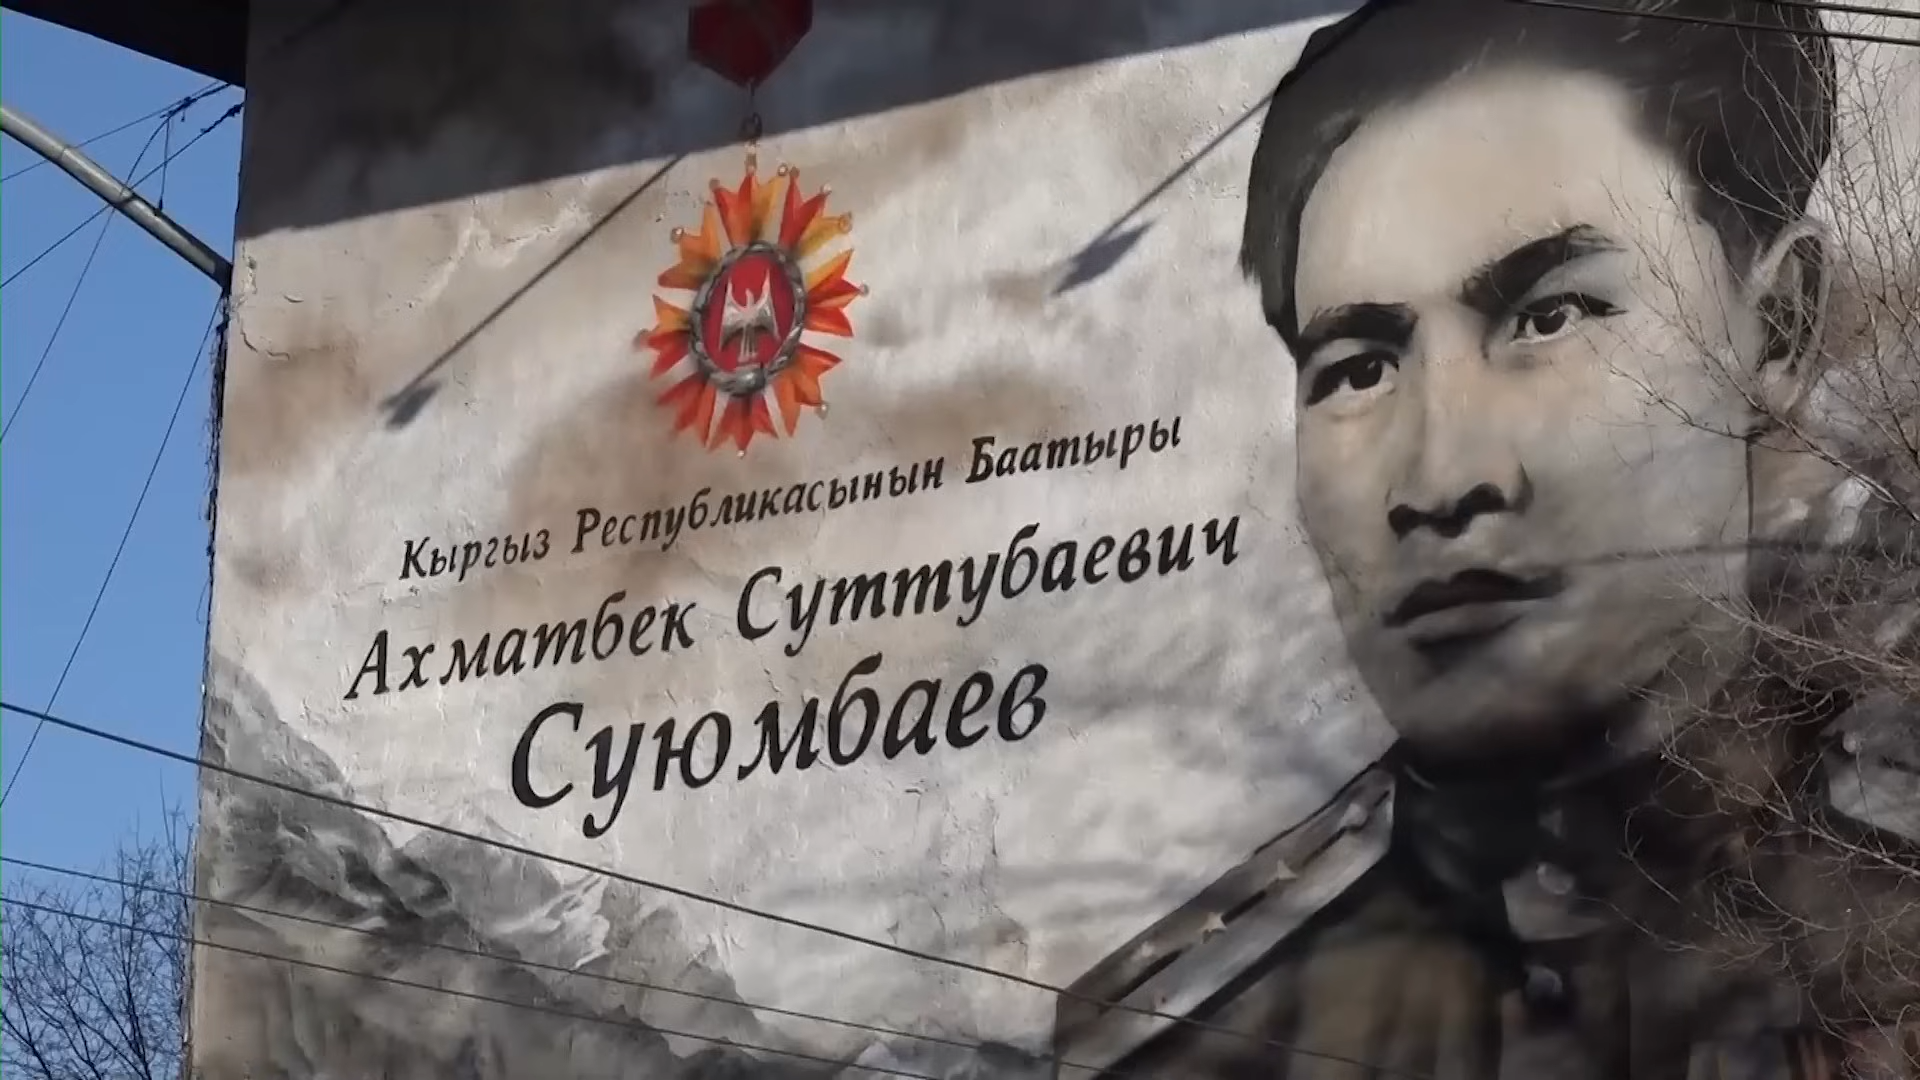 Кыргыз Республикасынын Баатыры
Ахматбек Суттубаевич
Суюмбаев